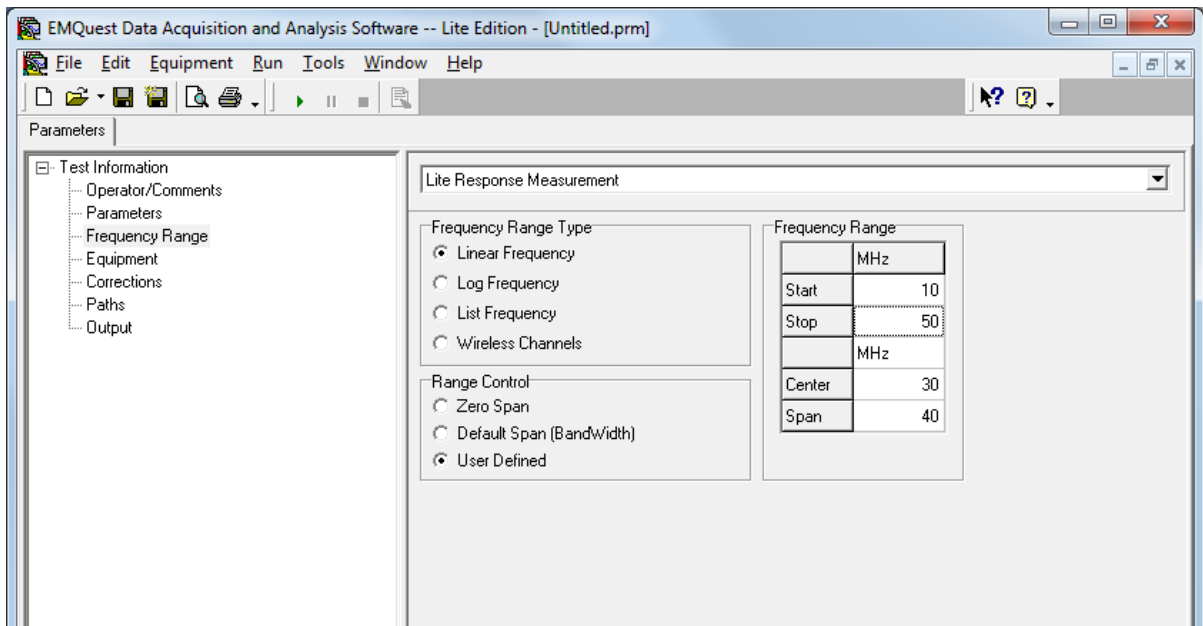 EMQuest Data Acquisition and Analysis Software -- Lite Edition - [Untitled.prm]
File Edit Equipment Run Tools Window Help
Parameters
Test Information
Operator/Comments
Parameters
Frequency Range
Equipment
Corrections
Paths
Output
Lite Response Measurement
Frequency Range Type
Linear Frequency
Log Frequency
List Frequency
Wireless Channels
Range Control
Zero Span
Default Span (BandWidth)
User Defined
Frequency Range
MHz
Start 10
Stop 50
MHz
Center 30
Span 40